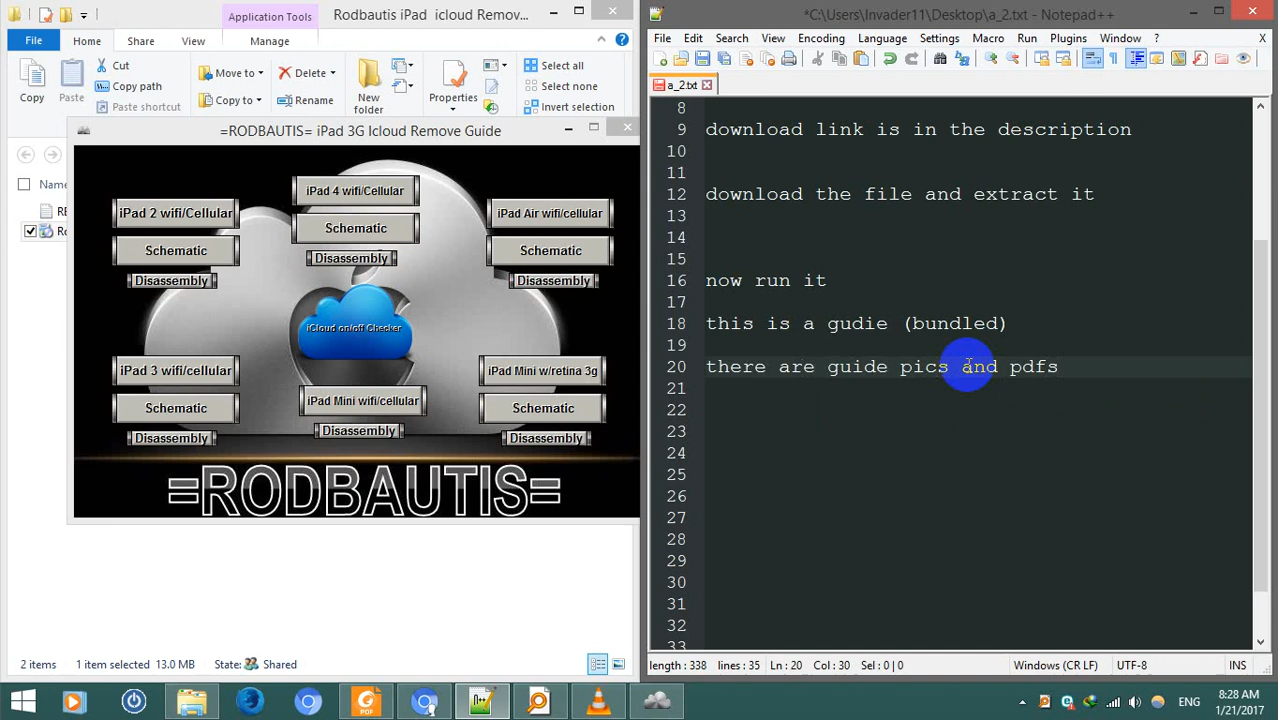 Application Tools
Rodbautis iPad icloud Remov...
File
Home
Share
View
Manage
Copy
Paste
Cut
Copy path
Paste shortcut
Move to
Copy to
Delete
Rename
New
folder
Properties
Select all
Select none
Invert selection
Name
RE
Ro
=RODBAUTIS= iPad 3G Icloud Remove Guide
iPad 2 wifi/Cellular
Schematic
Disassembly
iPad 4 wifi/Cellular
Schematic
Disassembly
iPad Air wifi/cellular
Schematic
Disassembly
iCloud on/off Checker
iPad 3 wifi/cellular
Schematic
Disassembly
iPad Mini wifi/cellular
Disassembly
iPad Mini w/retina 3g
Schematic
Disassembly
=RODBAUTIS=
2 items
1 item selected 13.0 MB
State:
Shared
*C:\Users\Invader11\Desktop\a_2.txt - Notepad++
File Edit Search View Encoding Language Settings Macro Run Plugins Window ? X
a_2.txt
8
9 download link is in the description
10
11
12 download the file and extract it
13
14
15
16 now run it
17
18 this is a gudie (bundled)
19
20 there are guide pics and pdfs
21
22
23
24
25
26
27
28
29
30
31
32
33
length : 338 lines : 35 Ln : 20 Col : 30 Sel : 0 | 0 Windows (CR LF) UTF-8 INS
PDF
ENG
8:28 AM
1/21/2017